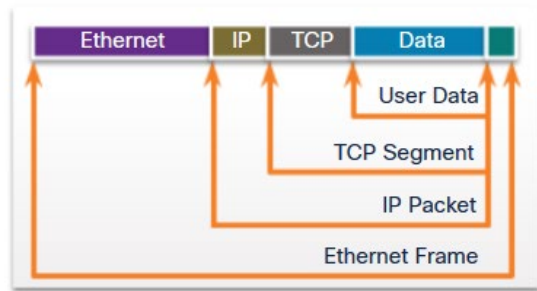 Ethernet IP TCP Data
User Data
TCP Segment
IP Packet
Ethernet Frame